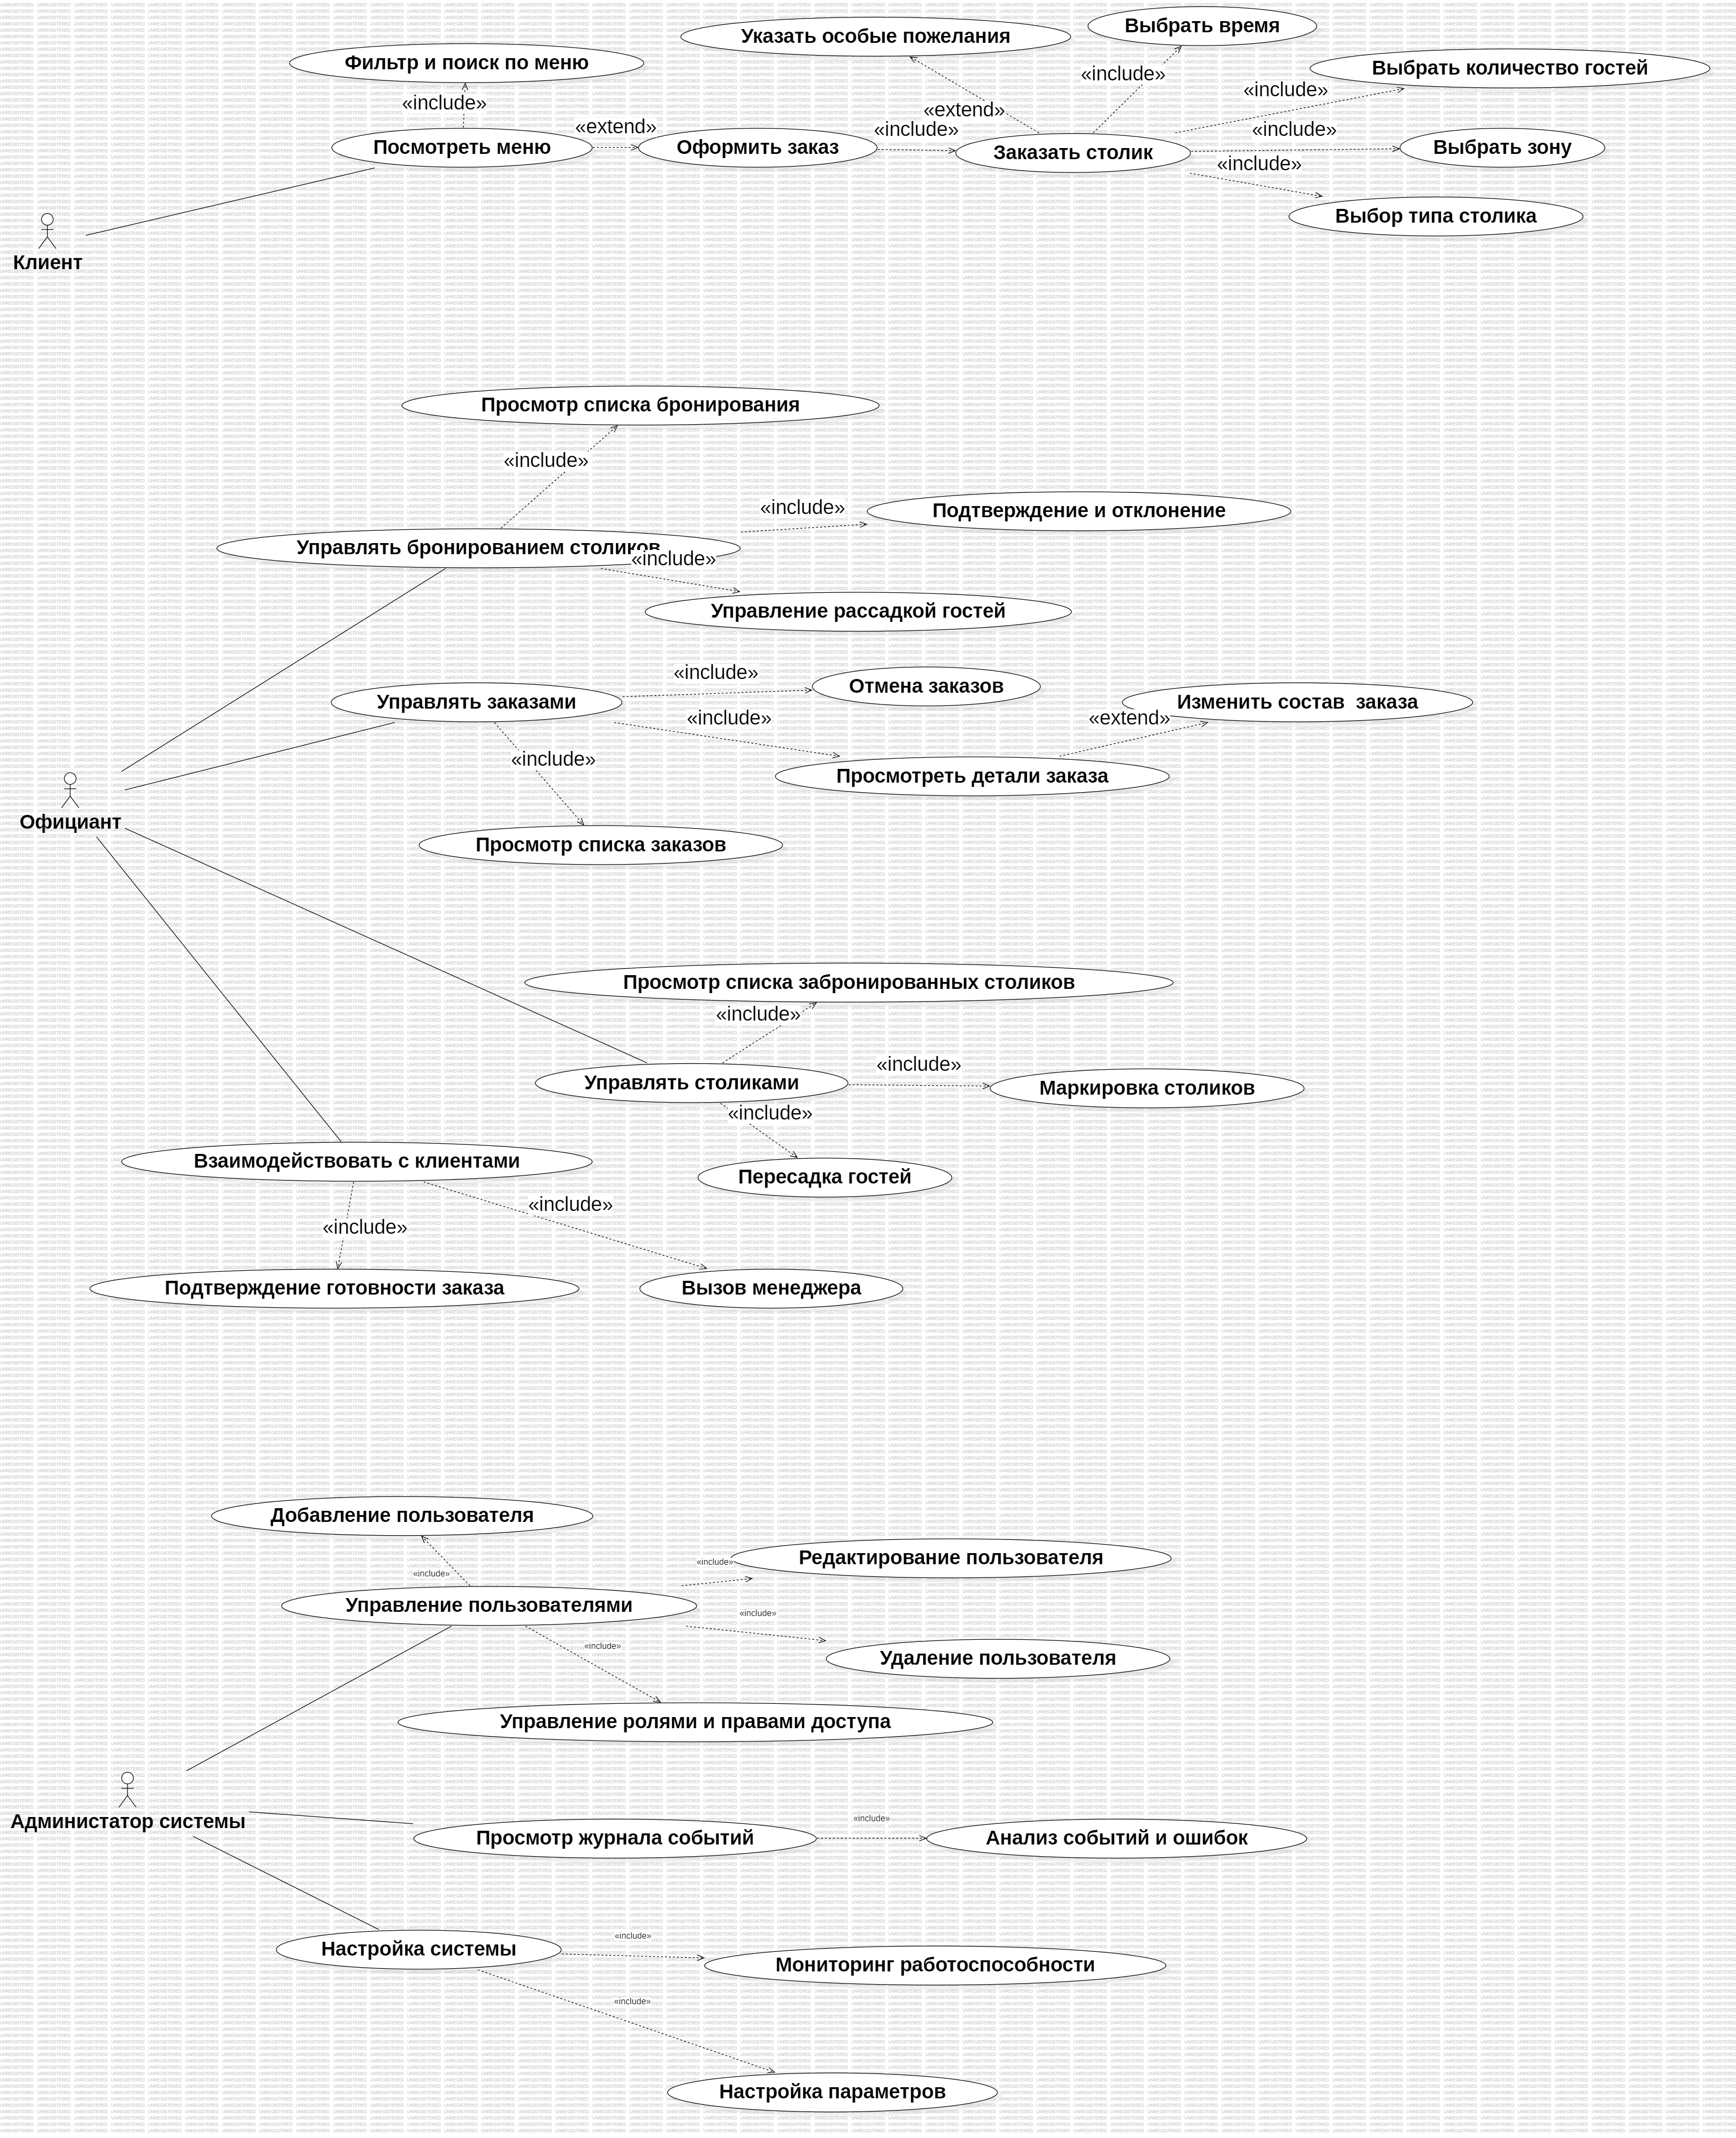 Выбрать время
Указать особые пожелания
Фильтр и поиск по меню
Выбрать количество гостей
«include»
«include»
«include»
«extend»
«extend»
«include»
«include»
Посмотреть меню
Оформить заказ
Заказать столик
Выбрать зону
«include»
Выбор типа столика
Клиент
Просмотр списка бронирования
«include»
«include»
Подтверждение и отклонение
Управлять бронированием столиков
«include»
Управление рассадкой гостей
«include»
Отмена заказов
Управлять заказами
Изменить состав  заказа
«include»
«extend»
«include»
Просмотреть детали заказа
Официант
Просмотр списка заказов
Просмотр списка забронированных столиков
«include»
«include»
Управлять столиками
Маркировка столиков
«include»
Взаимодействовать с клиентами
Пересадка гостей
«include»
«include»
Подтверждение готовности заказа
Вызов менеджера
Добавление пользователя
Редактирование пользователя
«include»
«include»
Управление пользователями
«include»
«include»
Удаление пользователя
Управление ролями и правами доступа
Администатор системы
«include»
Просмотр журнала событий
Анализ событий и ошибок
«include»
Настройка системы
Мониторинг работоспособности
«include»
Настройка параметров